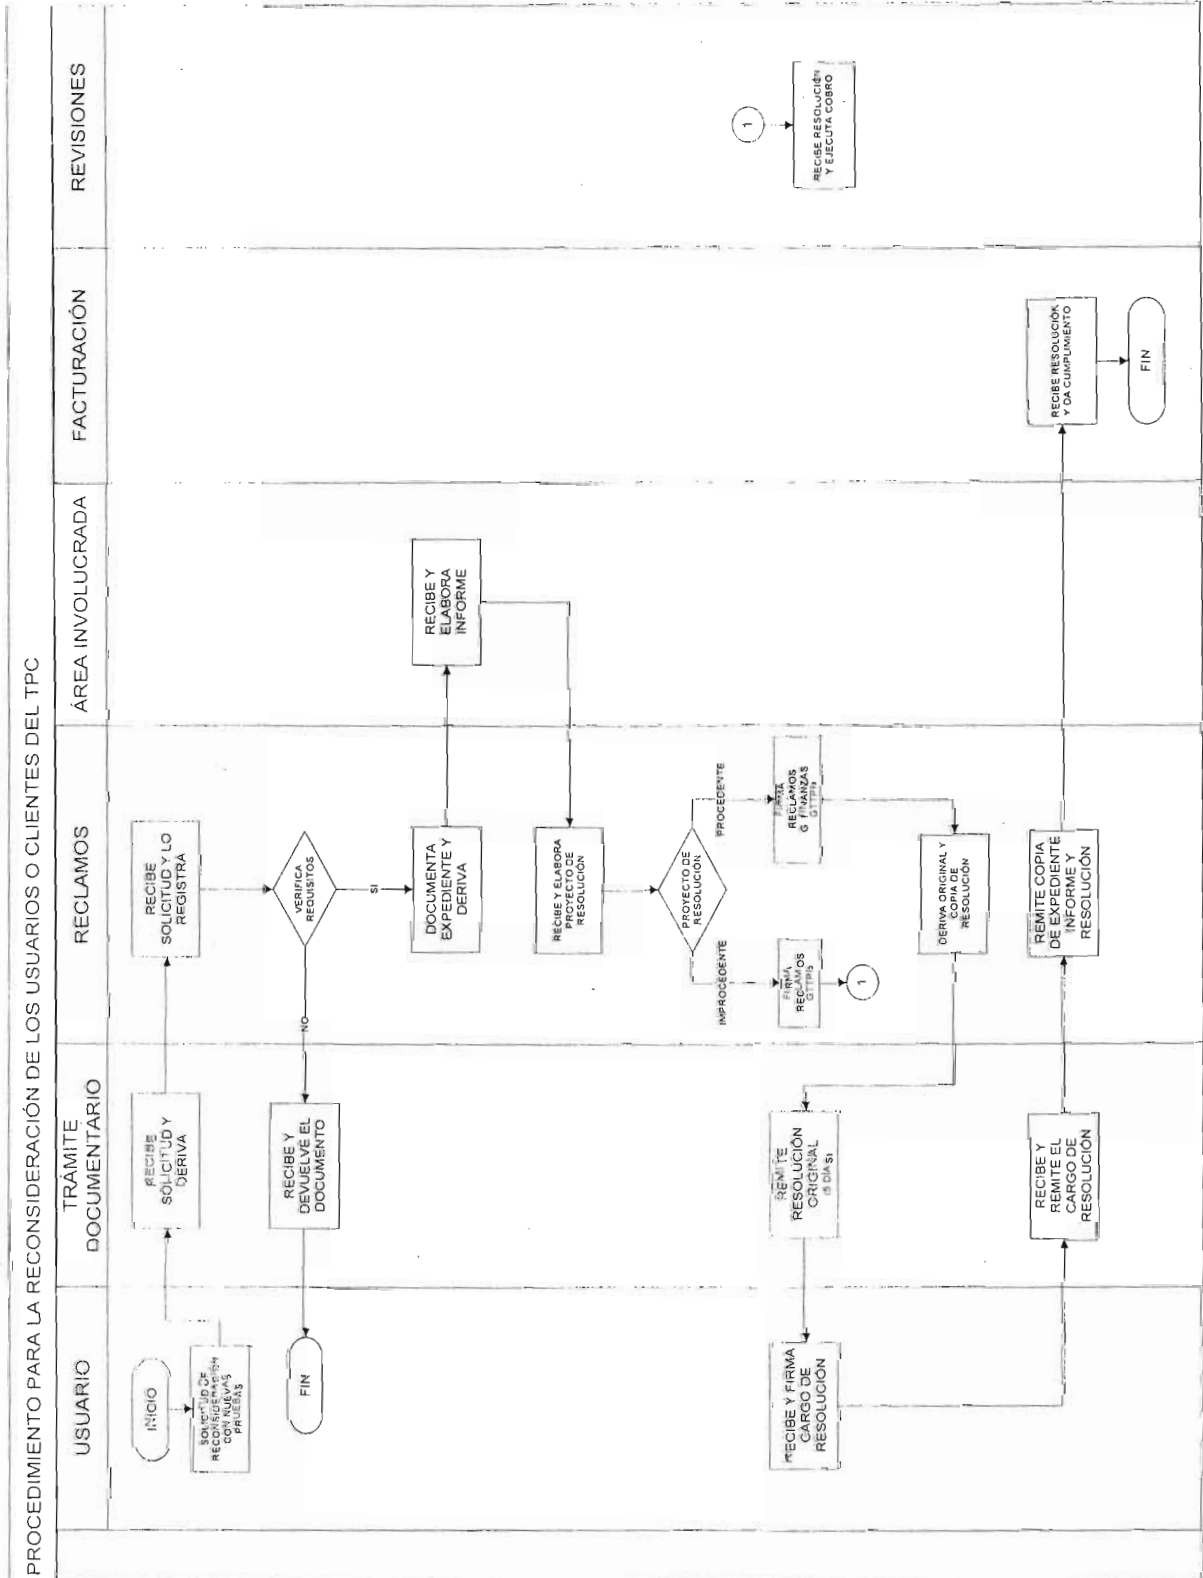 PROCEDIMIENTO PARA LA RECONSIDERACIÓN DE LOS USUARIOS O CLIENTES DEL TPC
USUARIO
TRÁMITE
DOCUMENTARIO
RECLAMOS
ÁREA INVOLUCRADA
FACTURACIÓN
REVISIONES
INICIO
SOLICITUD DE
RECONSIDERACIÓN
CON NUEVAS
PRUEBAS
RECIBE
SOLICITUD Y
DERIVA
RECIBE
SOLICITUD Y LO
REGISTRA
VERIFICA
REQUISITOS
NO
SI
RECIBE Y
DEVUELVE EL
DOCUMENTO
FIN
DOCUMENTA
EXPEDIENTE Y
DERIVA
RECIBE Y
ELABORA
INFORME
RECIBE Y ELABORA
PROYECTO DE
RESOLUCIÓN
PROYECTO DE
RESOLUCIÓN
IMPROCEDENTE
PROCEDENTE
FIRMA
RECLAMOS
GTTPIs
1
FIRMA
RECLAMOS
G FINANZAS
GTTPIs
1
RECIBE RESOLUCIÓN
Y EJECUTA COBRO
DERIVA ORIGINAL Y
COPIA DE
RESOLUCIÓN
REMITE
RESOLUCIÓN
ORIGINAL
(5 DÍAS)
RECIBE Y FIRMA
CARGO DE
RESOLUCIÓN
RECIBE Y
REMITE EL
CARGO DE
RESOLUCIÓN
REMITE COPIA
DE EXPEDIENTE
INFORME Y
RESOLUCIÓN
RECIBE RESOLUCIÓN
Y DA CUMPLIMIENTO
FIN